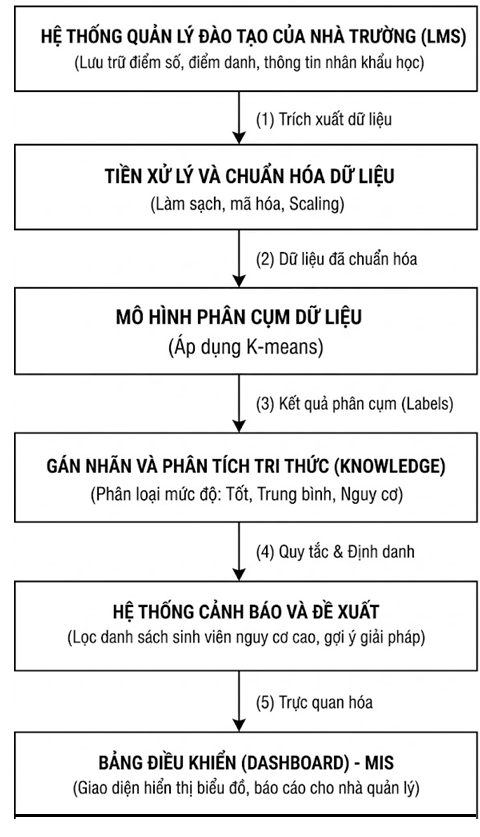 HỆ THỐNG QUẢN LÝ ĐÀO TẠO CỦA NHÀ TRƯỜNG (LMS)
(Lưu trữ điểm số, điểm danh, thông tin nhân khẩu học)
(1) Trích xuất dữ liệu
TIỀN XỬ LÝ VÀ CHUẨN HÓA DỮ LIỆU
(Làm sạch, mã hóa, Scaling)
(2) Dữ liệu đã chuẩn hóa
MÔ HÌNH PHÂN CỤM DỮ LIỆU
(Áp dụng K-means)
(3) Kết quả phân cụm (Labels)
GÁN NHÃN VÀ PHÂN TÍCH TRI THỨC (KNOWLEDGE)
(Phân loại mức độ: Tốt, Trung bình, Nguy cơ)
(4) Quy tắc & Định danh
HỆ THỐNG CẢNH BÁO VÀ ĐỀ XUẤT
(Lọc danh sách sinh viên nguy cơ cao, gợi ý giải pháp)
(5) Trực quan hóa
BẢNG ĐIỀU KHIỂN (DASHBOARD) - MIS
(Giao diện hiển thị biểu đồ, báo cáo cho nhà quản lý)